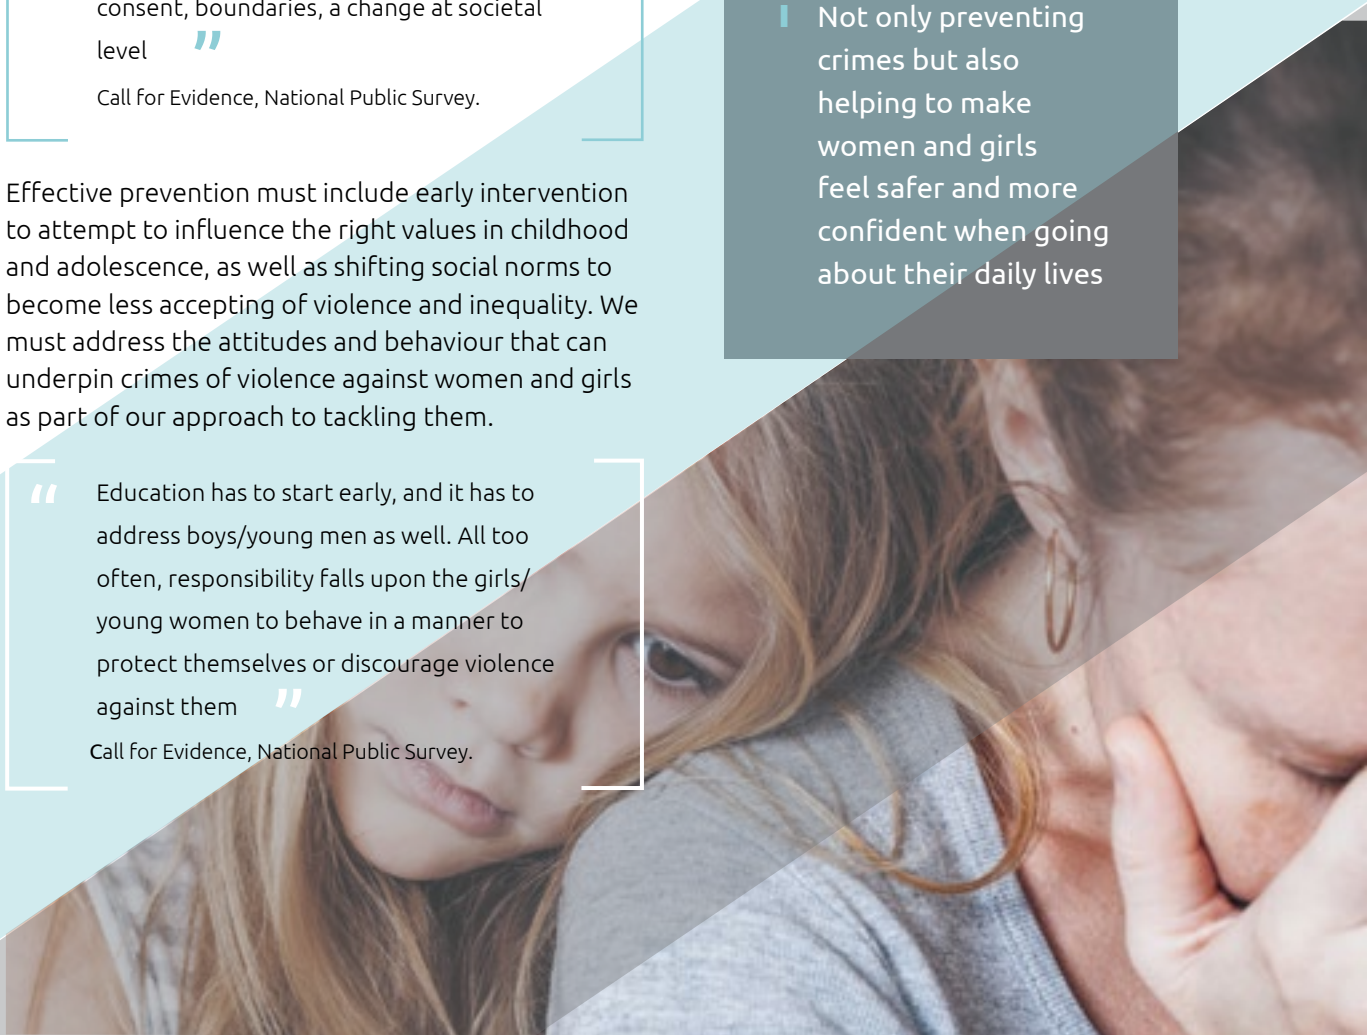 consent, boundaries, a change at societal
level ”
Call for Evidence, National Public Survey.
Effective prevention must include early intervention
to attempt to influence the right values in childhood
and adolescence, as well as shifting social norms to
become less accepting of violence and inequality. We
must address the attitudes and behaviour that can
underpin crimes of violence against women and girls
as part of our approach to tackling them.
“ Education has to start early, and it has to
address boys/young men as well. All too
often, responsibility falls upon the girls/
young women to behave in a manner to
protect themselves or discourage violence
against them ”
Call for Evidence, National Public Survey.
Not only preventing
crimes but also
helping to make
women and girls
feel safer and more
confident when going
about their daily lives